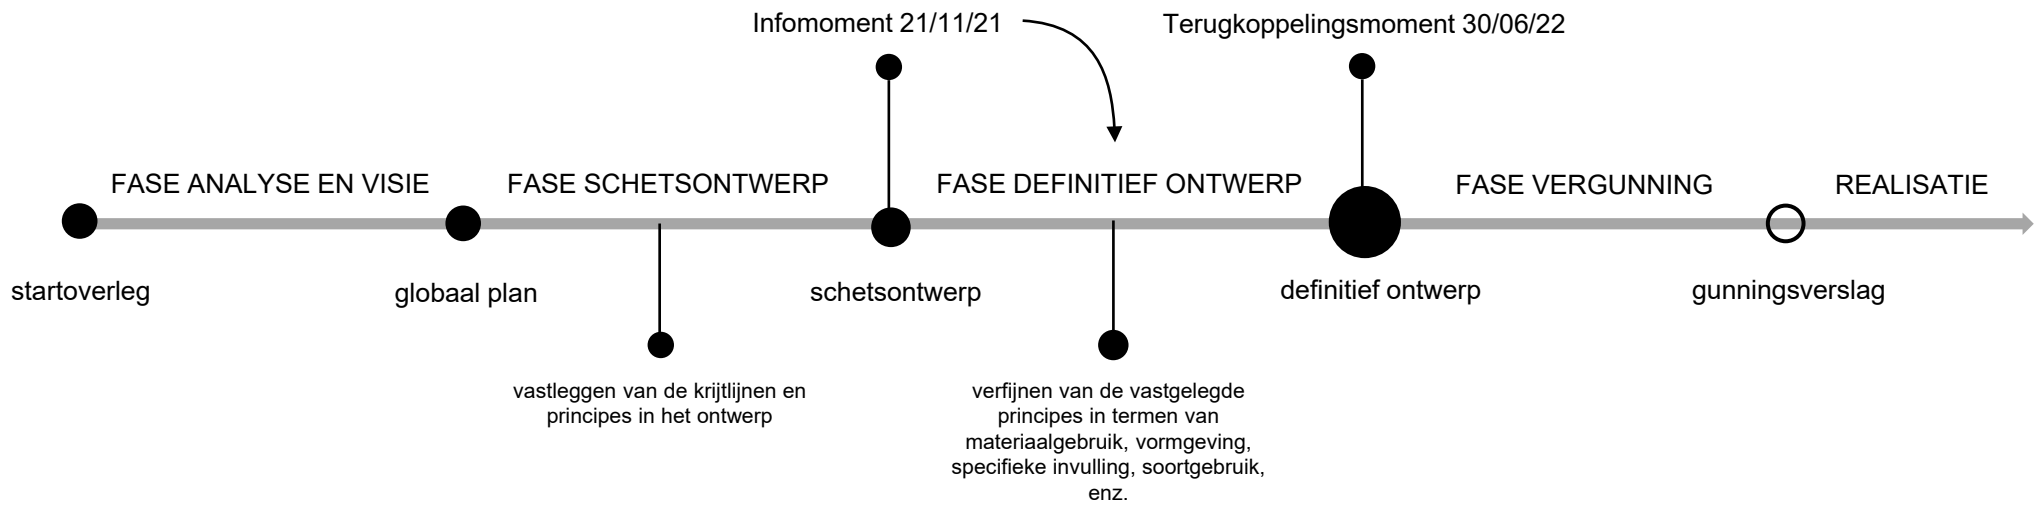 Infomoment 21/11/21
Terugkoppelingsmoment 30/06/22
FASE ANALYSE EN VISIE
FASE SCHETSONTWERP
FASE DEFINITIEF ONTWERP
FASE VERGUNNING
REALISATIE
startoverleg
globaal plan
schetsontwerp
definitief ontwerp
gunningsverslag
vastleggen van de krijtlijnen en
principes in het ontwerp
verfijnen van de vastgelegde
principes in termen van
materiaalgebruik, vormgeving,
specifieke invulling, soortgebruik,
enz.